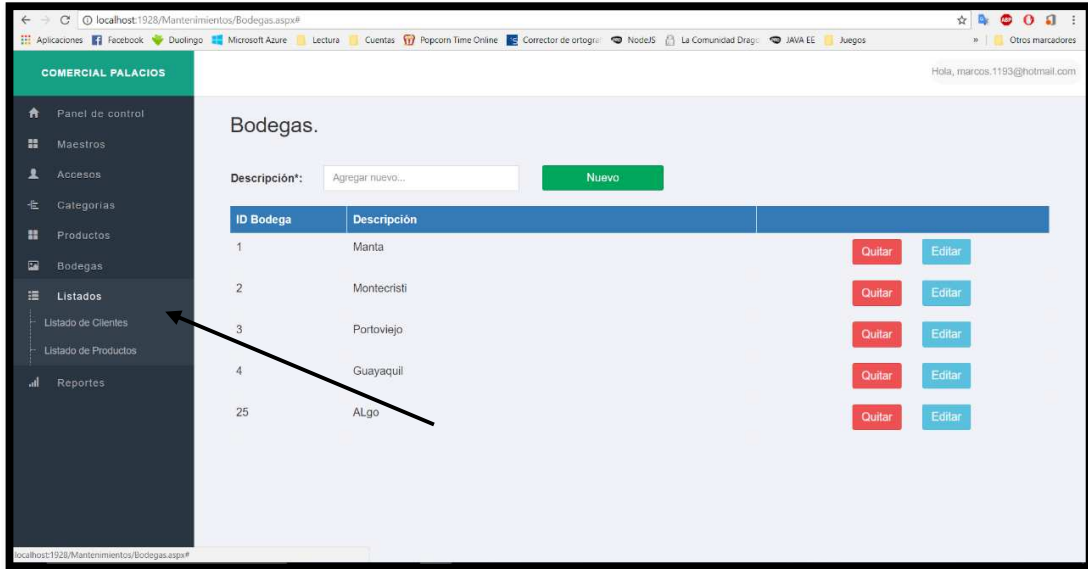 localhost:1928/Mantenimientos/Bodegas.aspx#
Aplicaciones Facebook Duolingo Microsoft Azure Lectura Cuentas Popcorn Time Online Corrector de ortogra NodeJS La Comunidad Drag JAVA EE Juegos » Otros marcadores
COMERCIAL PALACIOS
Hola, marcos.1193@hotmail.com
Panel de control
Maestros
Accesos
Categorias
Productos
Bodegas
Listados
Listado de Clientes
Listado de Productos
Reportes
Bodegas.
Descripción*: Agregar nuevo... Nuevo
ID Bodega Descripción
1 Manta Quitar Editar
2 Montecristi Quitar Editar
3 Portoviejo Quitar Editar
4 Guayaquil Quitar Editar
25 ALgo Quitar Editar
localhost:1928/Mantenimientos/Bodegas.aspx#